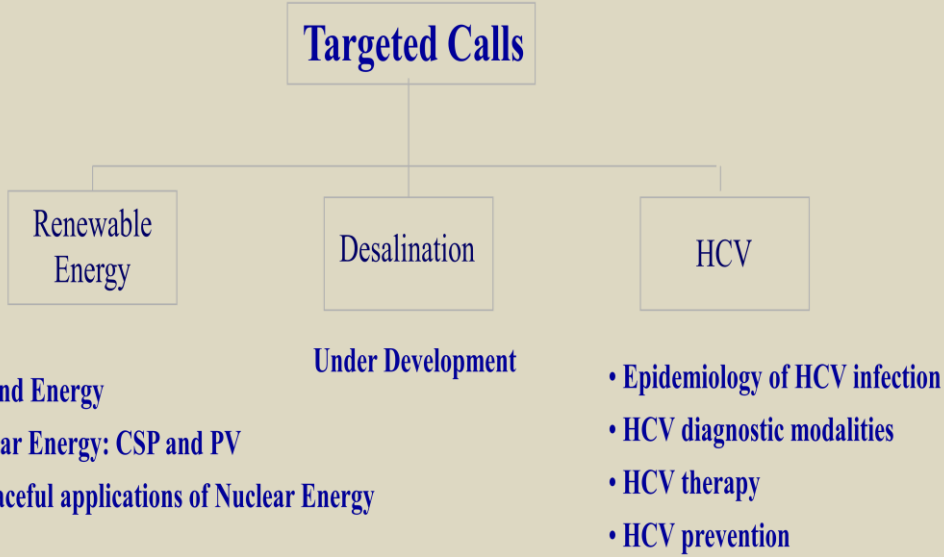 Targeted Calls
Renewable
Energy
Desalination
HCV
nd Energy
ar Energy: CSP and PV
aceful applications of Nuclear Energy
Under Development
• Epidemiology of HCV infection
• HCV diagnostic modalities
• HCV therapy
• HCV prevention